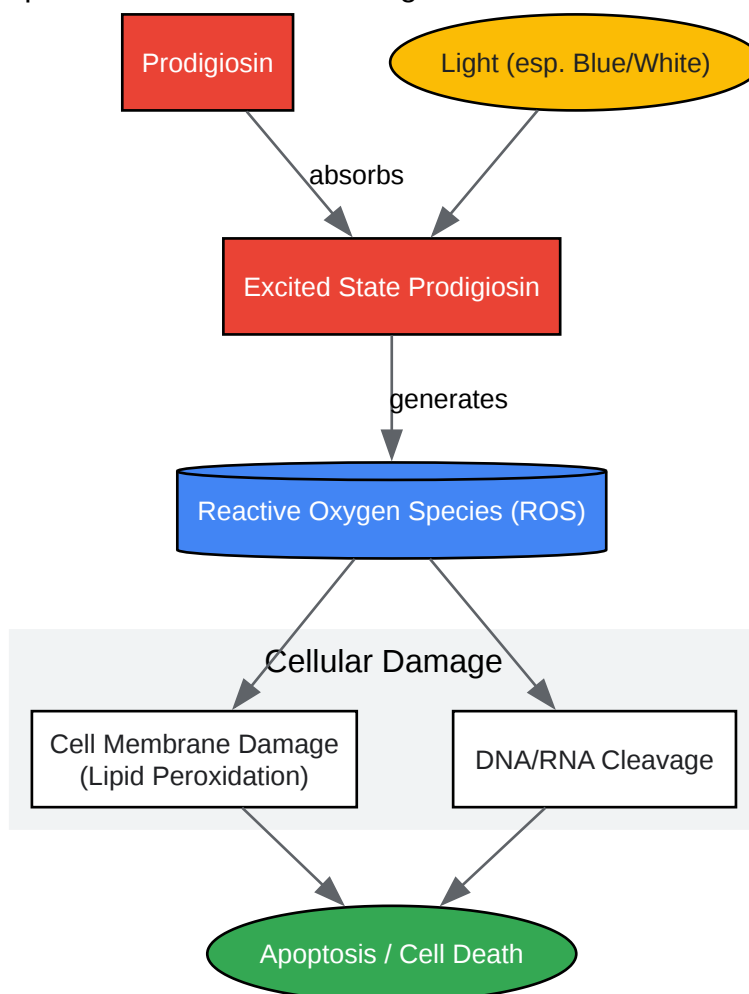 Prodigiosin
Light (esp. Blue/White)
absorbs
Excited State Prodigiosin
generates
Reactive Oxygen Species (ROS)
Cellular Damage
Cell Membrane Damage
(Lipid Peroxidation)
DNA/RNA Cleavage
Apoptosis / Cell Death